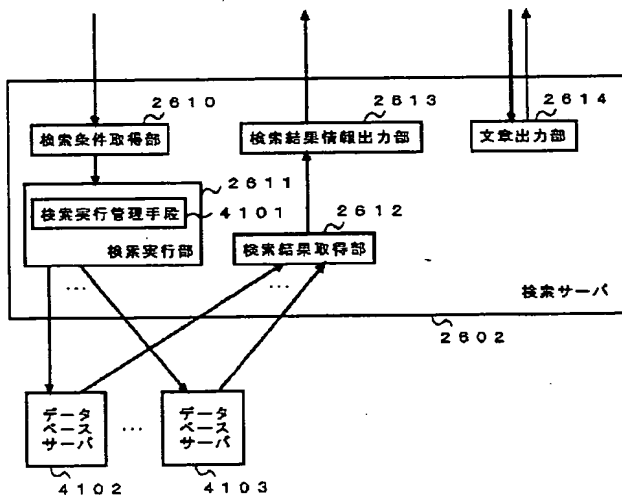 2610
2613
2614
検索条件取得部
検索結果情報出力部
文章出力部
2611
検索実行管理手段
4101
2612
検索実行部
検索結果取得部
...
...
検索サーバ
2602
データ
ベース
サーバ
...
データ
ベース
サーバ
4102
4103